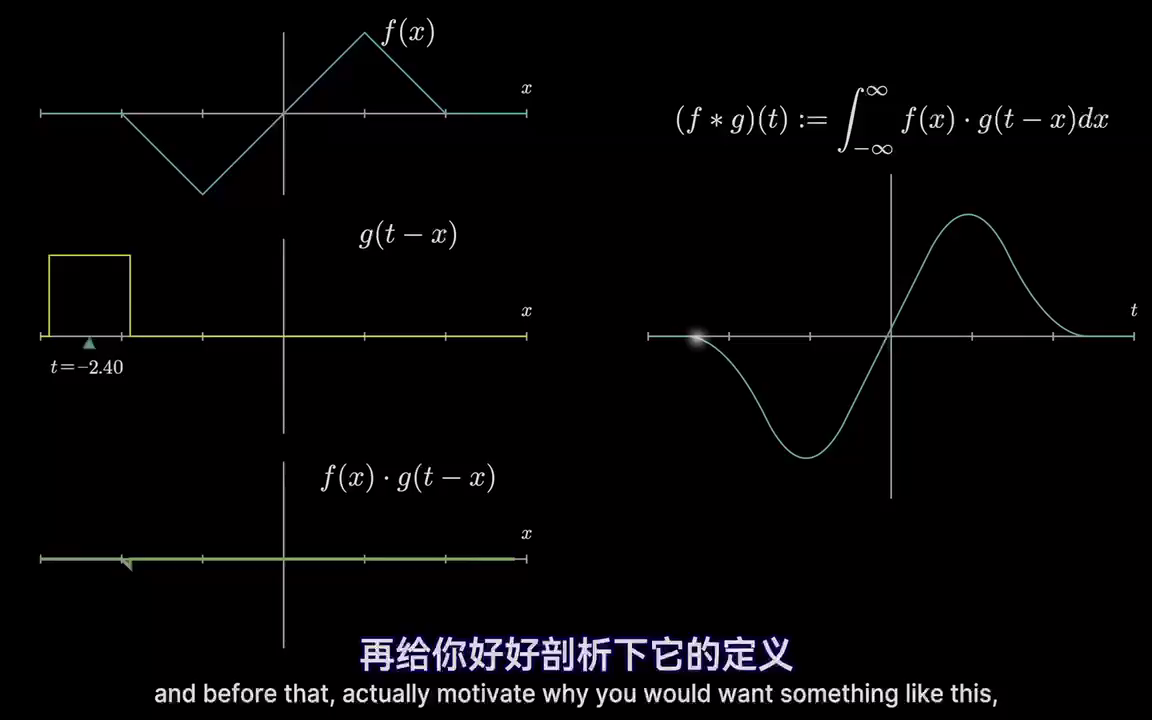 f(x)
x
(f * g)(t) := ∫_{-∞}^{∞} f(x) · g(t − x)dx
g(t − x)
x
t
t = −2.40
f(x) · g(t − x)
x
再给你好好剖析下它的定义
and before that, actually motivate why you would want something like this,